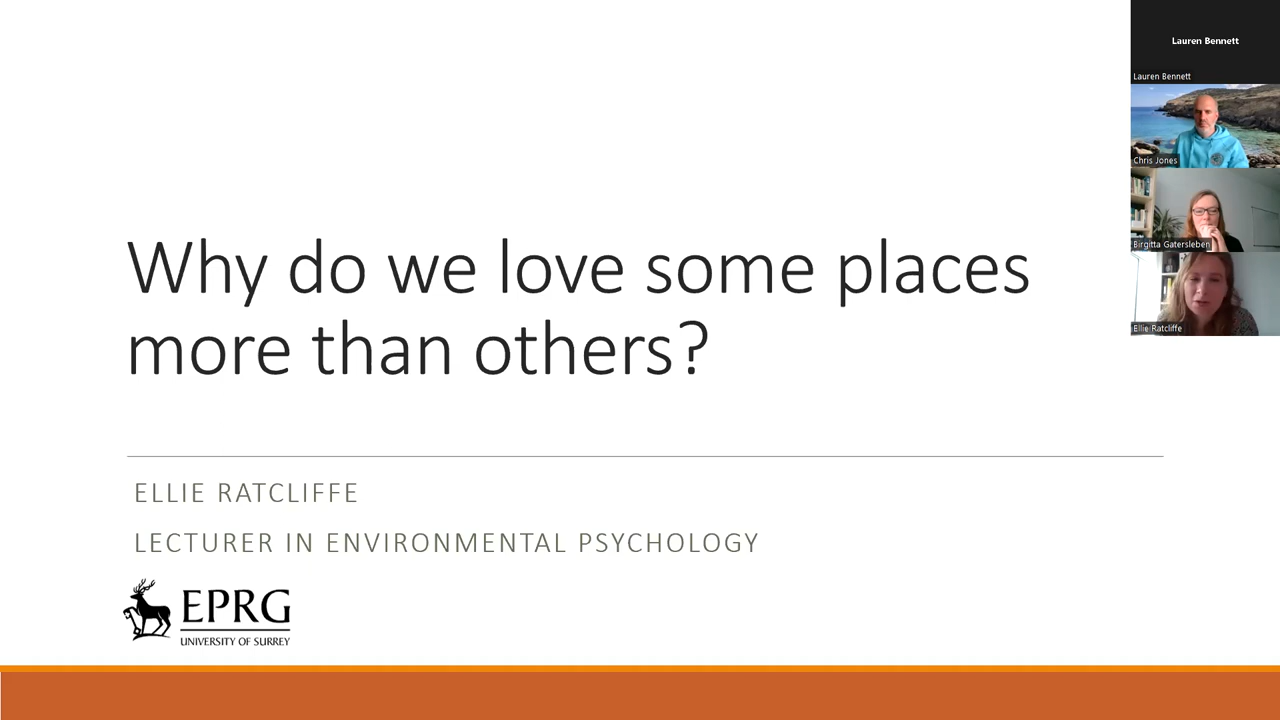 Why do we love some places
more than others?
ELLIE RATCLIFFE
LECTURER IN ENVIRONMENTAL PSYCHOLOGY
EPRG
UNIVERSITY OF SURREY
Lauren Bennett
Lauren Bennett
Chris Jones
Birgitta Gatersleben
Ellie Ratcliffe